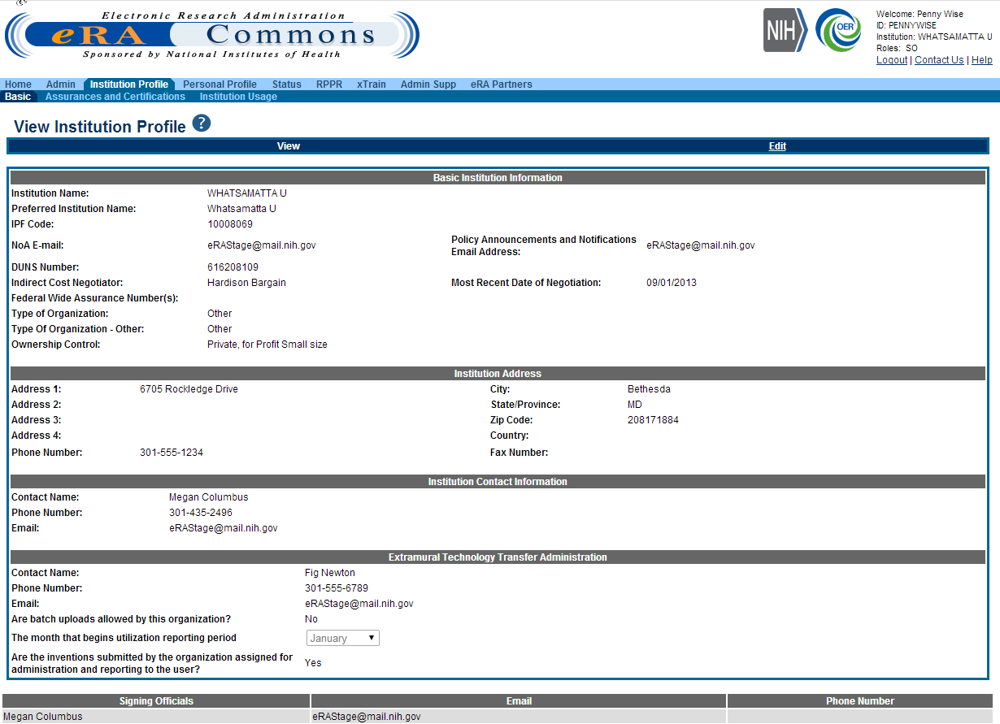 Electronic Research Administration
eRA Commons
Sponsored by National Institutes of Health
NIH
OER
Welcome: Penny Wise
ID: PENNYWISE
Institution: WHATSAMATTA U
Roles: SO
Logout | Contact Us | Help
Home Admin Institution Profile Personal Profile Status RPPR xTrain Admin Supp eRA Partners
Basic Assurances and Certifications Institution Usage
View Institution Profile ?
View Edit
Basic Institution Information
Institution Name: WHATSAMATTA U
Preferred Institution Name: Whatsamatta U
IPF Code: 10008069
NoA E-mail: eRAStage@mail.nih.gov
Policy Announcements and Notifications
Email Address: eRAStage@mail.nih.gov
DUNS Number: 616208109
Indirect Cost Negotiator: Hardison Bargain Most Recent Date of Negotiation: 09/01/2013
Federal Wide Assurance Number(s):
Type of Organization: Other
Type Of Organization - Other: Other
Ownership Control: Private, for Profit Small size
Institution Address
Address 1: 6705 Rockledge Drive City: Bethesda
Address 2: State/Province: MD
Address 3: Zip Code: 208171884
Address 4: Country:
Phone Number: 301-555-1234 Fax Number:
Institution Contact Information
Contact Name: Megan Columbus
Phone Number: 301-435-2496
Email: eRAStage@mail.nih.gov
Extramural Technology Transfer Administration
Contact Name: Fig Newton
Phone Number: 301-555-6789
Email: eRAStage@mail.nih.gov
Are batch uploads allowed by this organization? No
The month that begins utilization reporting period January
Are the inventions submitted by the organization assigned for
administration and reporting to the user? Yes
Signing Officials Email Phone Number
Megan Columbus eRAStage@mail.nih.gov